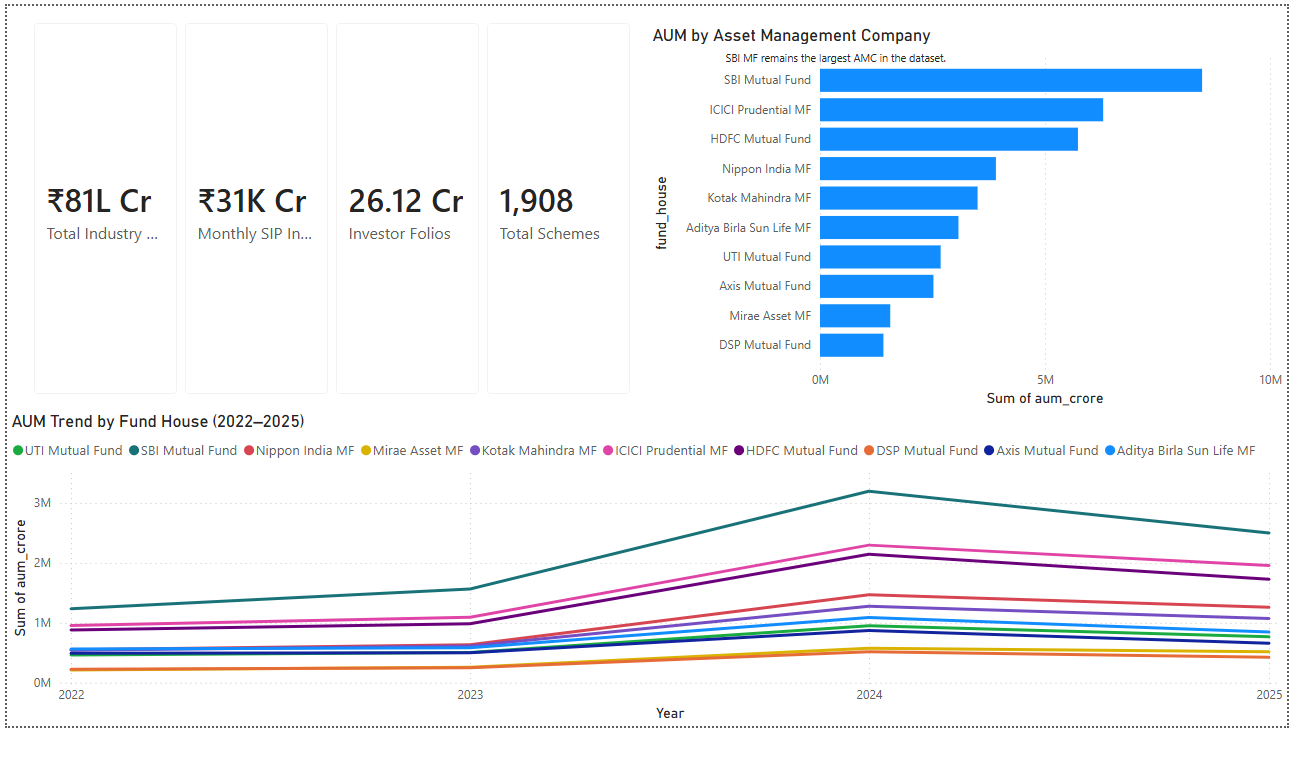 ₹81L Cr
Total Industry ...
₹31K Cr
Monthly SIP In...
26.12 Cr
Investor Folios
1,908
Total Schemes
AUM by Asset Management Company
SBI MF remains the largest AMC in the dataset.
fund_house
SBI Mutual Fund
ICICI Prudential MF
HDFC Mutual Fund
Nippon India MF
Kotak Mahindra MF
Aditya Birla Sun Life MF
UTI Mutual Fund
Axis Mutual Fund
Mirae Asset MF
DSP Mutual Fund
0M 5M 10M
Sum of aum_crore
AUM Trend by Fund House (2022–2025)
UTI Mutual Fund SBI Mutual Fund Nippon India MF Mirae Asset MF Kotak Mahindra MF ICICI Prudential MF HDFC Mutual Fund DSP Mutual Fund Axis Mutual Fund Aditya Birla Sun Life MF
Sum of aum_crore
3M
2M
1M
0M
2022 2023 2024 2025
Year